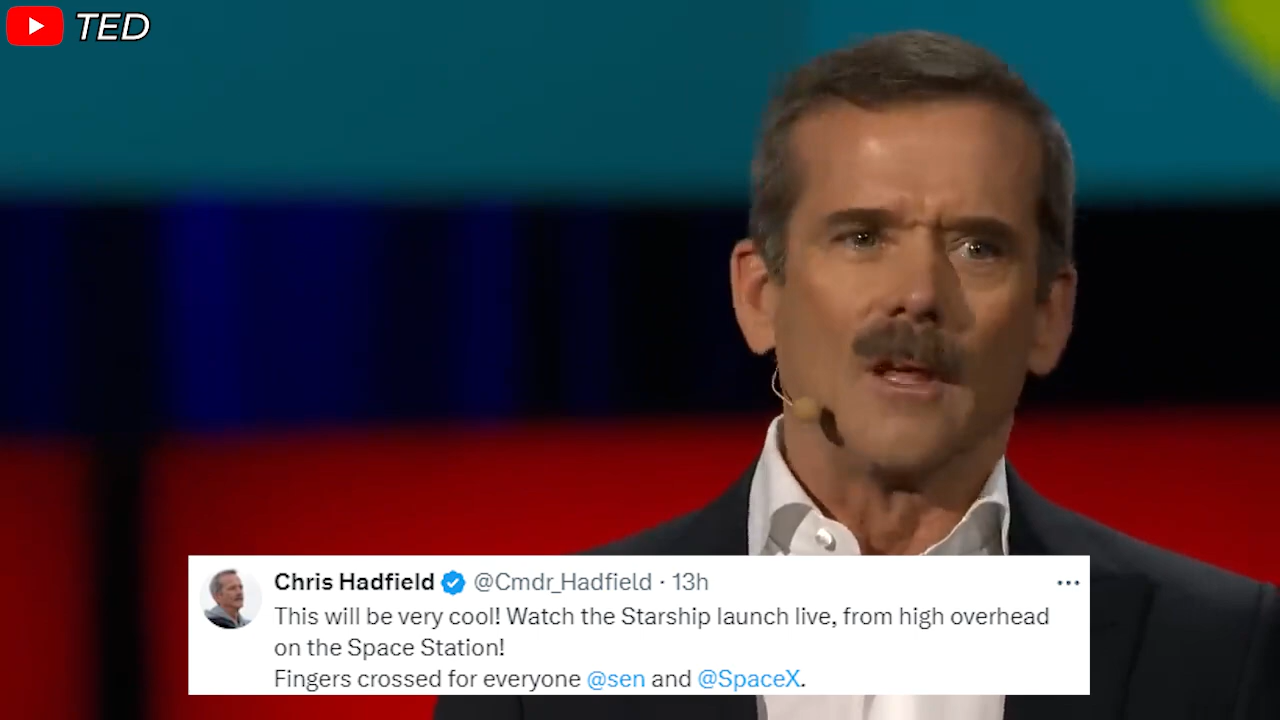 TED
Chris Hadfield @Cmdr_Hadfield · 13h
This will be very cool! Watch the Starship launch live, from high overhead
on the Space Station!
Fingers crossed for everyone @sen and @SpaceX.